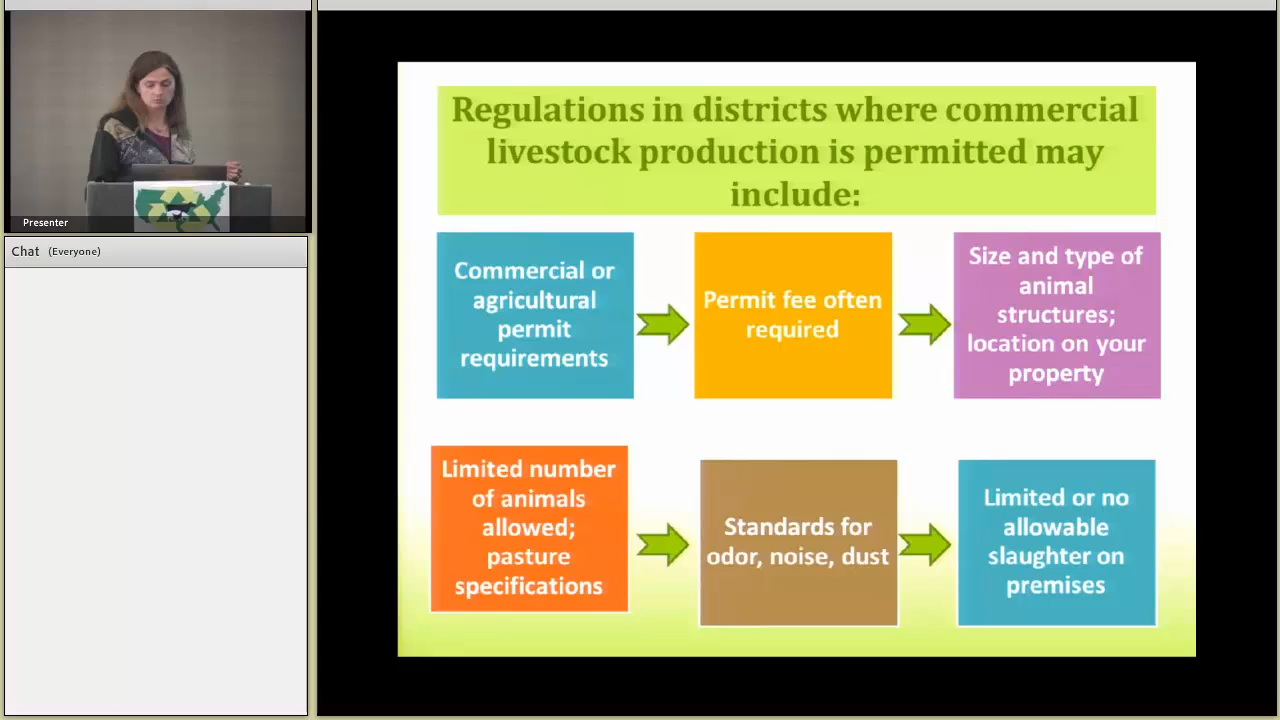 Presenter
Chat (Everyone)
Regulations in districts where commercial
livestock production is permitted may
include:
Commercial or
agricultural
permit
requirements
Permit fee often
required
Size and type of
animal
structures;
location on your
property
Limited number
of animals
allowed;
pasture
specifications
Standards for
odor, noise, dust
Limited or no
allowable
slaughter on
premises